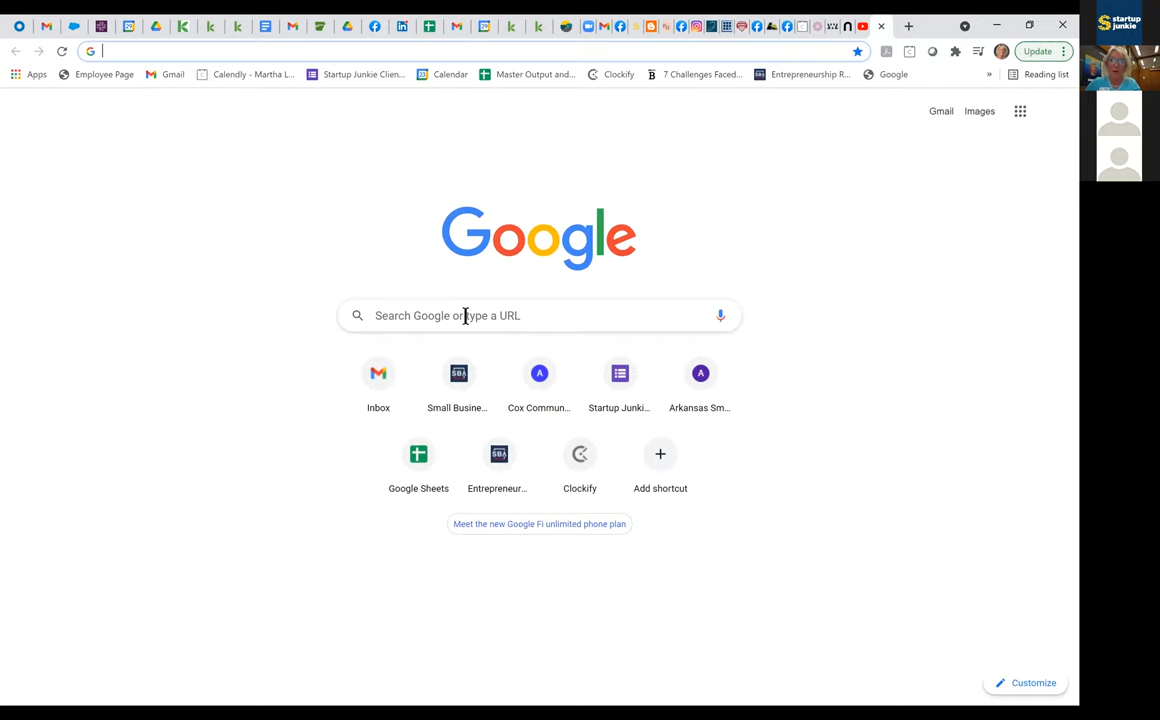 startup
junkie
Update
Apps
Employee Page
Gmail
Calendly - Martha L...
Startup Junkie Clien...
Calendar
Master Output and...
Clockify
7 Challenges Faced...
Entrepreneurship R...
Google
»
Reading list
Gmail
Images
Google
Search Google or type a URL
Inbox
Small Busine...
Cox Commun...
Startup Junki...
Arkansas Sm...
Google Sheets
Entrepreneur...
Clockify
Add shortcut
Meet the new Google Fi unlimited phone plan
Customize